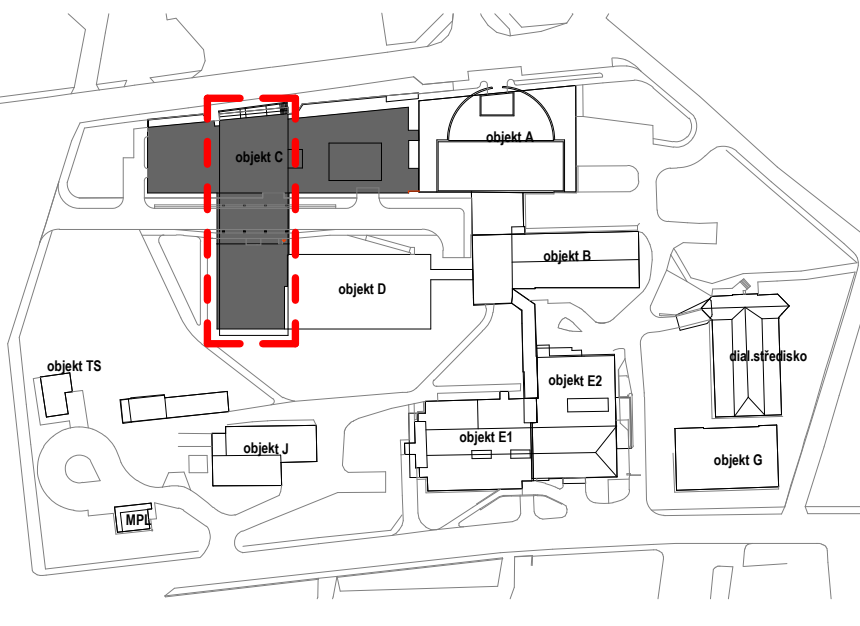 objekt A
objekt C
objekt B
objekt D
dial.středisko
objekt TS
objekt E2
objekt E1
objekt J
objekt G
MPL